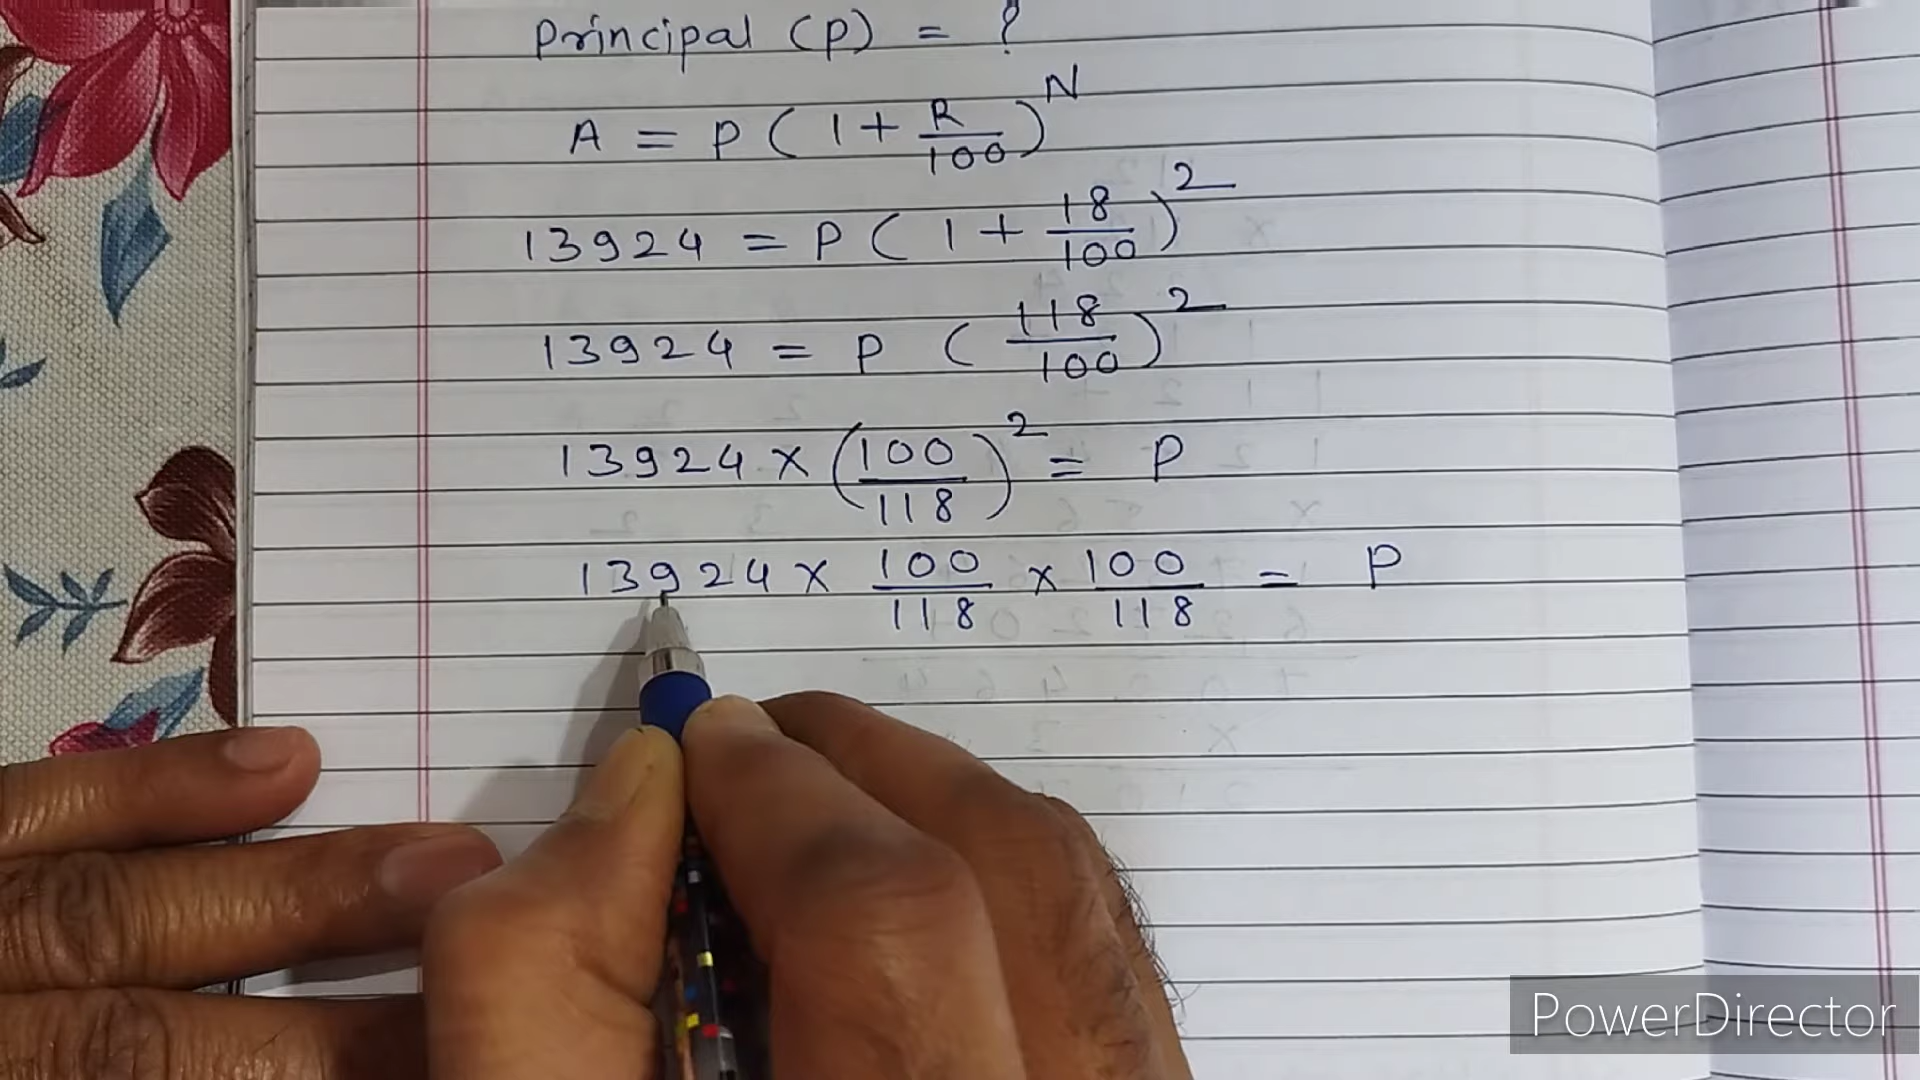 Principal (P) = ?
A = P ( 1 + R/100 )^N
13924 = P ( 1 + 18/100 )^2
13924 = P ( 118/100 )^2
13924 × ( 100/118 )^2 = P
13924 × 100/118 × 100/118 = P
PowerDirector